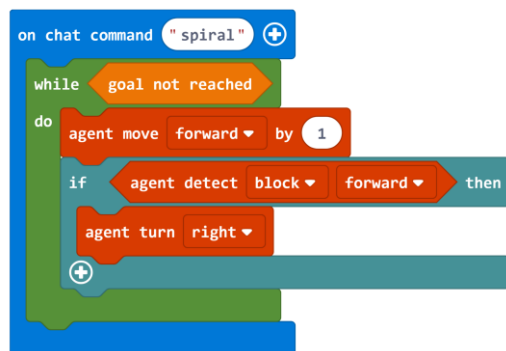 on chat command "spiral"
while goal not reached
do
agent move forward by 1
if agent detect block forward then
agent turn right